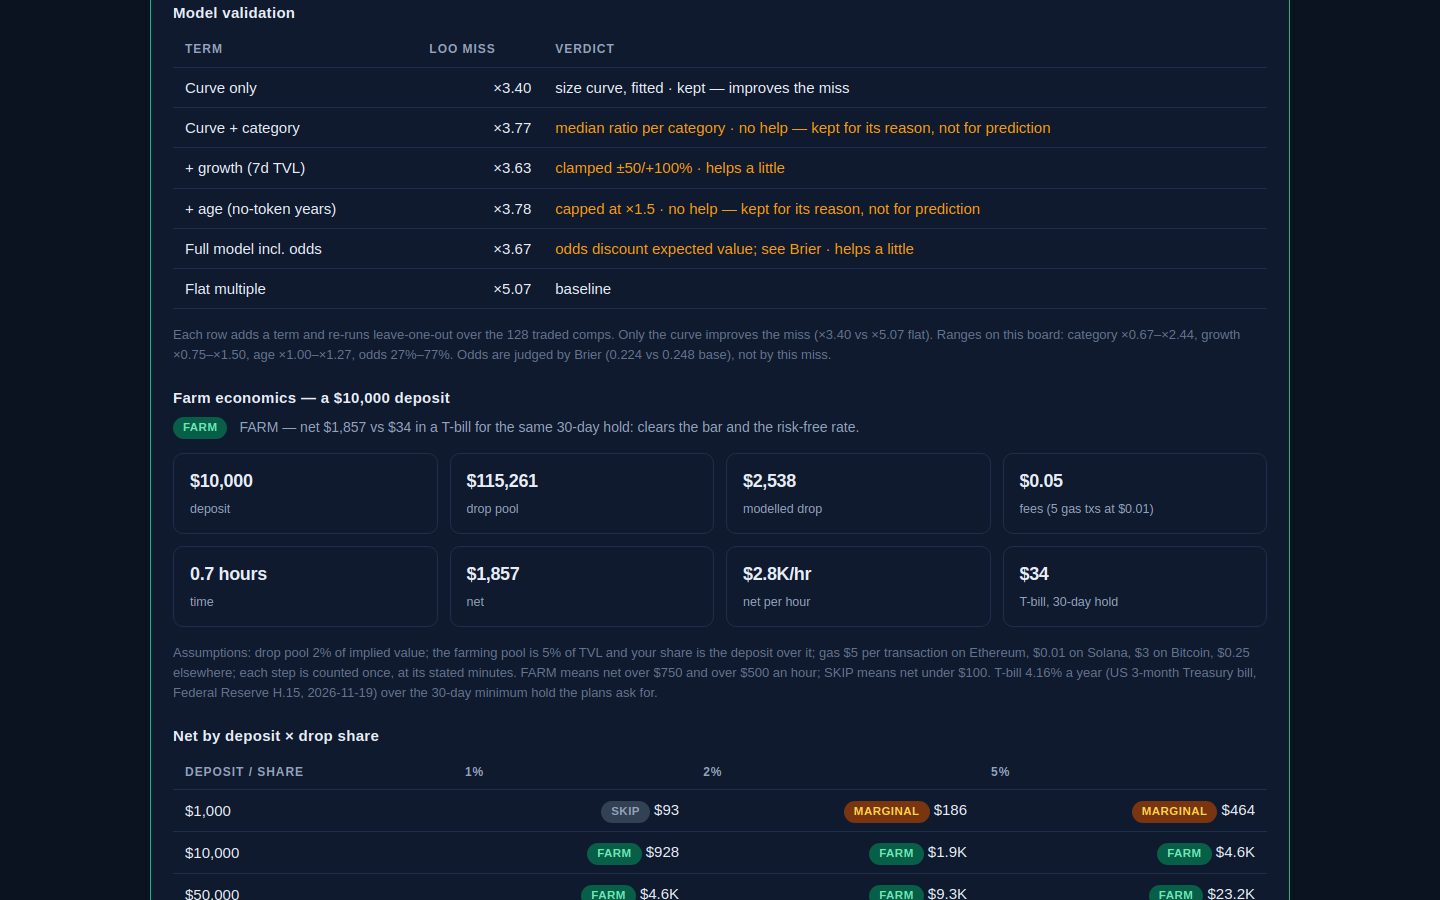 Model validation
TERM LOO MISS VERDICT
Curve only ×3.40 size curve, fitted · kept — improves the miss
Curve + category ×3.77 median ratio per category · no help — kept for its reason, not for prediction
+ growth (7d TVL) ×3.63 clamped ±50/+100% · helps a little
+ age (no-token years) ×3.78 capped at ×1.5 · no help — kept for its reason, not for prediction
Full model incl. odds ×3.67 odds discount expected value; see Brier · helps a little
Flat multiple ×5.07 baseline
Each row adds a term and re-runs leave-one-out over the 128 traded comps. Only the curve improves the miss (×3.40 vs ×5.07 flat). Ranges on this board: category ×0.67–×2.44, growth
×0.75–×1.50, age ×1.00–×1.27, odds 27%–77%. Odds are judged by Brier (0.224 vs 0.248 base), not by this miss.
Farm economics — a $10,000 deposit
FARM FARM — net $1,857 vs $34 in a T-bill for the same 30-day hold: clears the bar and the risk-free rate.
$10,000 $115,261 $2,538 $0.05
deposit drop pool modelled drop fees (5 gas txs at $0.01)
0.7 hours $1,857 $2.8K/hr $34
time net net per hour T-bill, 30-day hold
Assumptions: drop pool 2% of implied value; the farming pool is 5% of TVL and your share is the deposit over it; gas $5 per transaction on Ethereum, $0.01 on Solana, $3 on Bitcoin, $0.25
elsewhere; each step is counted once, at its stated minutes. FARM means net over $750 and over $500 an hour; SKIP means net under $100. T-bill 4.16% a year (US 3-month Treasury bill,
Federal Reserve H.15, 2026-11-19) over the 30-day minimum hold the plans ask for.
Net by deposit × drop share
DEPOSIT / SHARE 1% 2% 5%
$1,000 SKIP $93 MARGINAL $186 MARGINAL $464
$10,000 FARM $928 FARM $1.9K FARM $4.6K
$50,000 FARM $4.6K FARM $9.3K FARM $23.2K